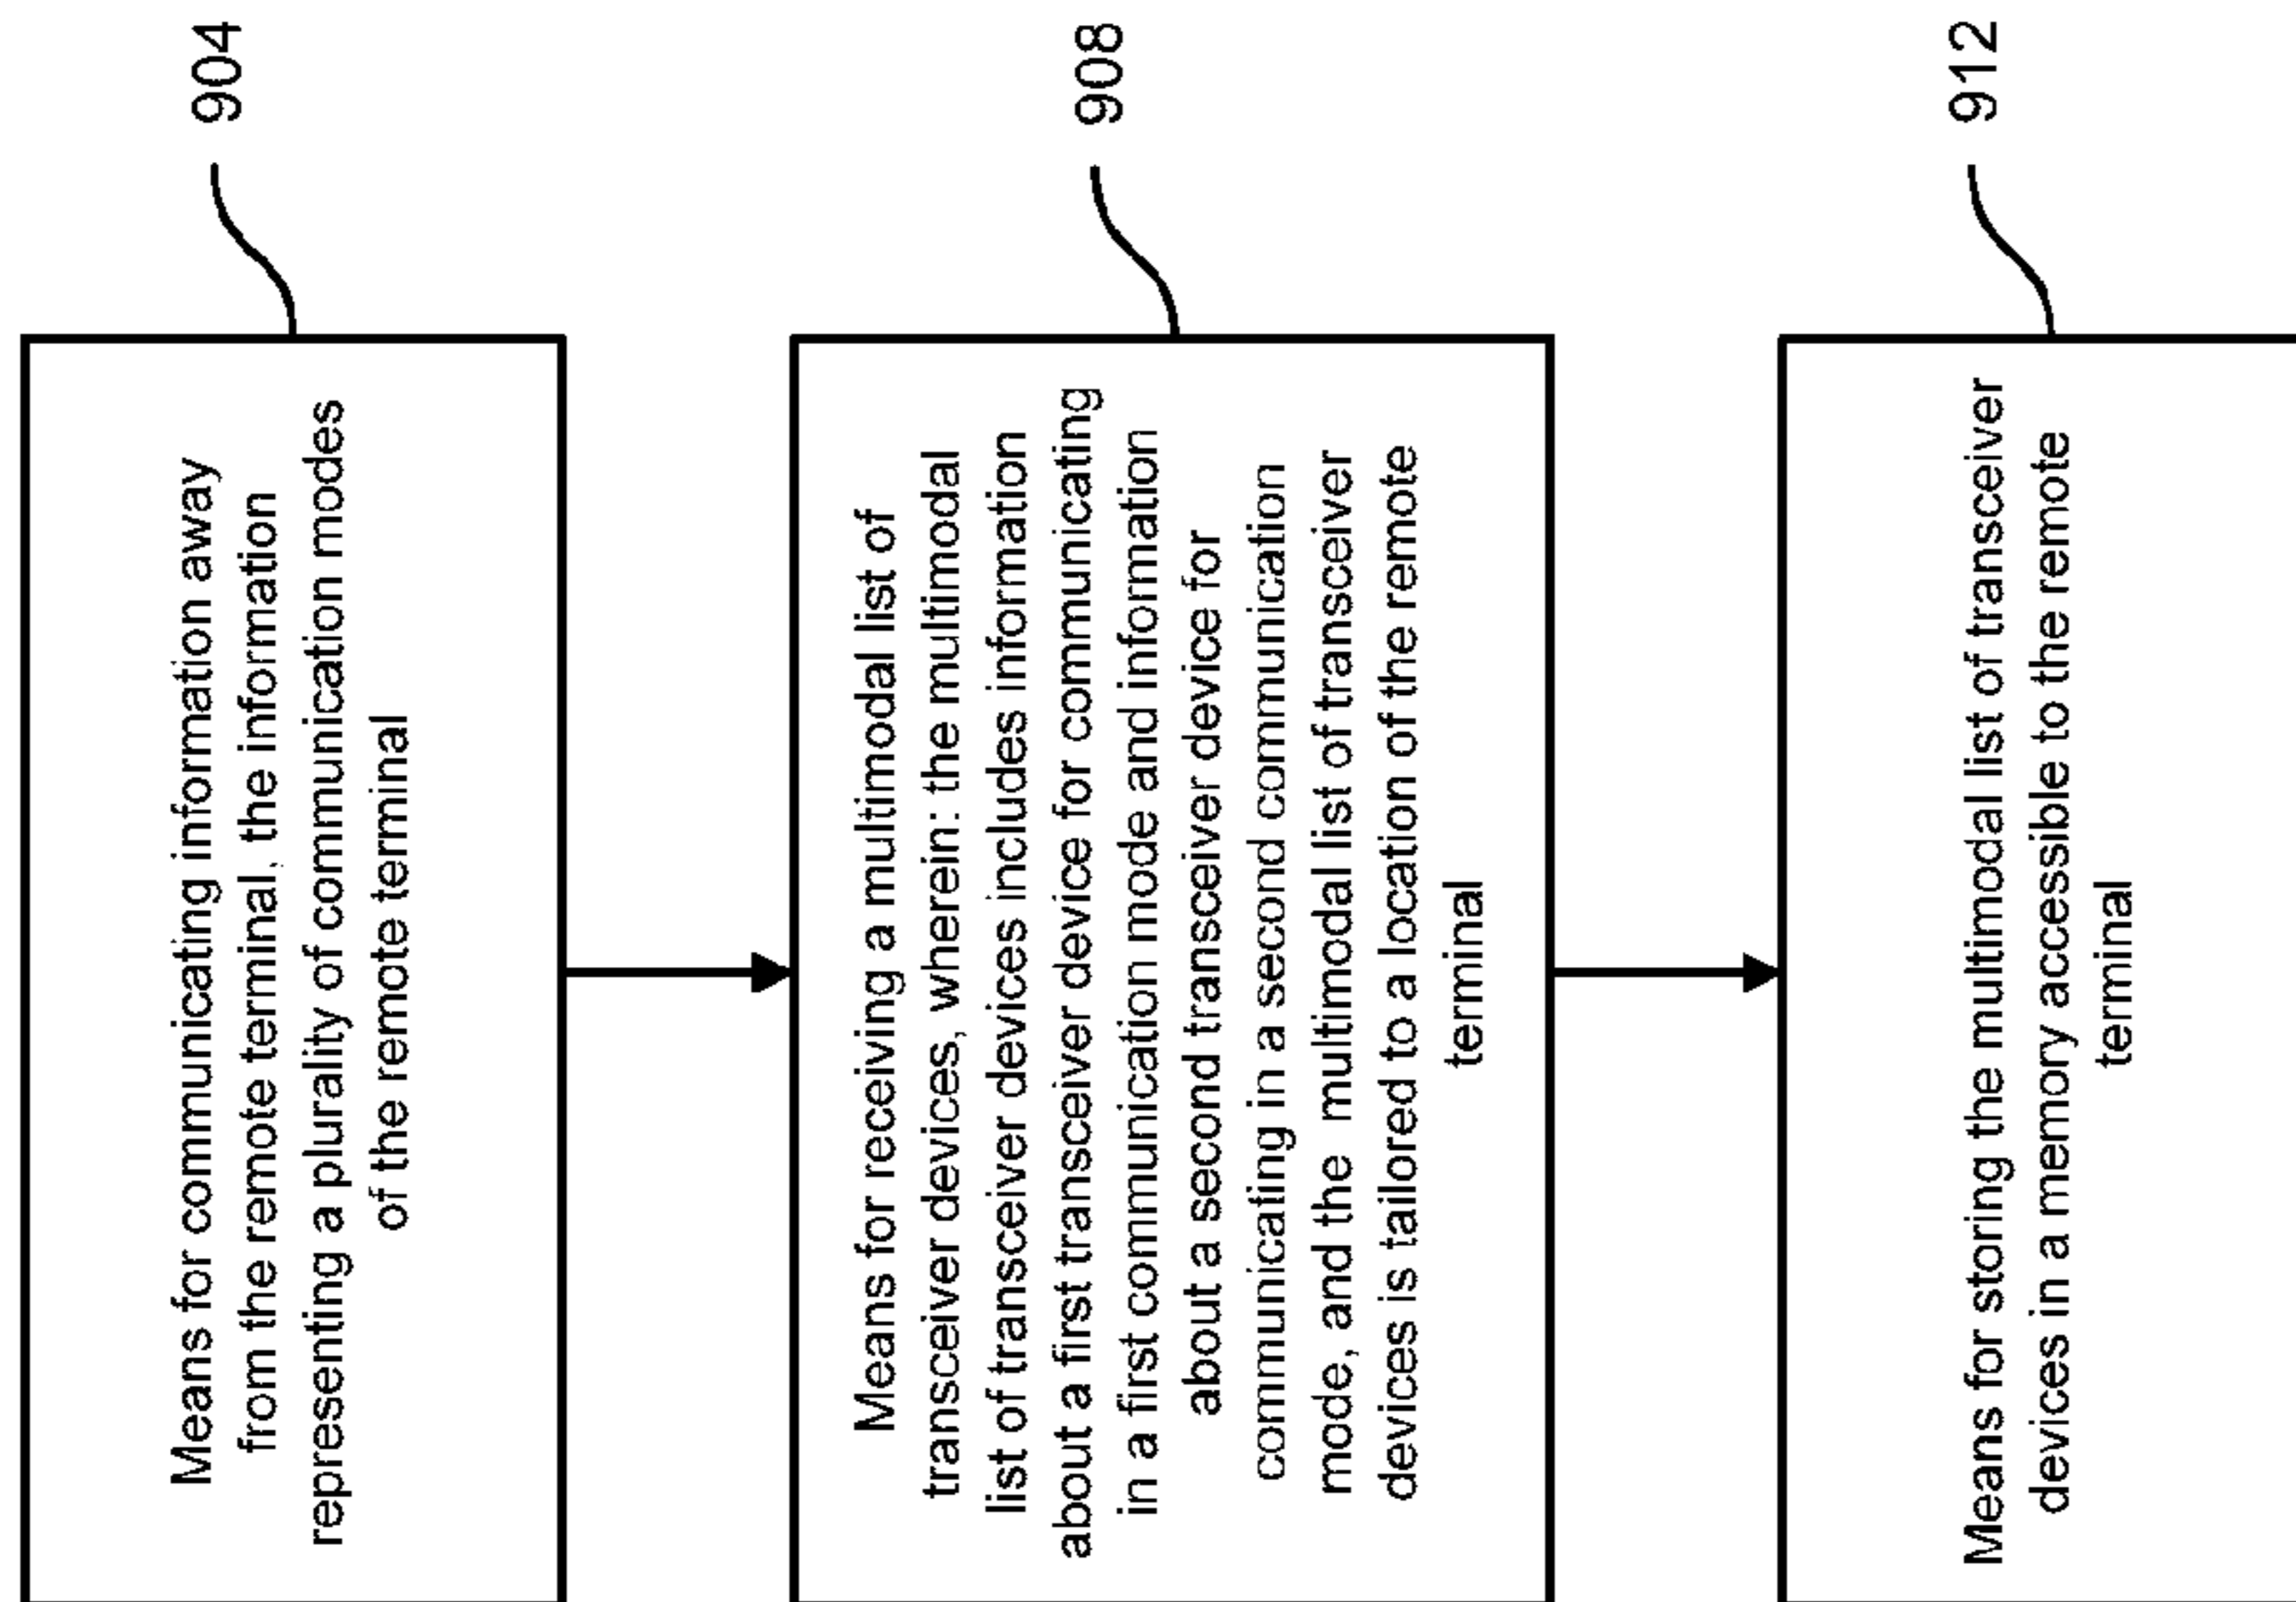 904
Means for communicating information away
from the remote terminal, the information
representing a plurality of communication modes
of the remote terminal
908
Means for receiving a multimodal list of
transceiver devices, wherein: the multimodal
list of transceiver devices includes information
about a first transceiver device for communicating
in a first communication mode and information
about a second transceiver device for
communicating in a second communication
mode, and the multimodal list of transceiver
devices is tailored to a location of the remote
terminal
912
Means for storing the multimodal list of transceiver
devices in a memory accessible to the remote
terminal